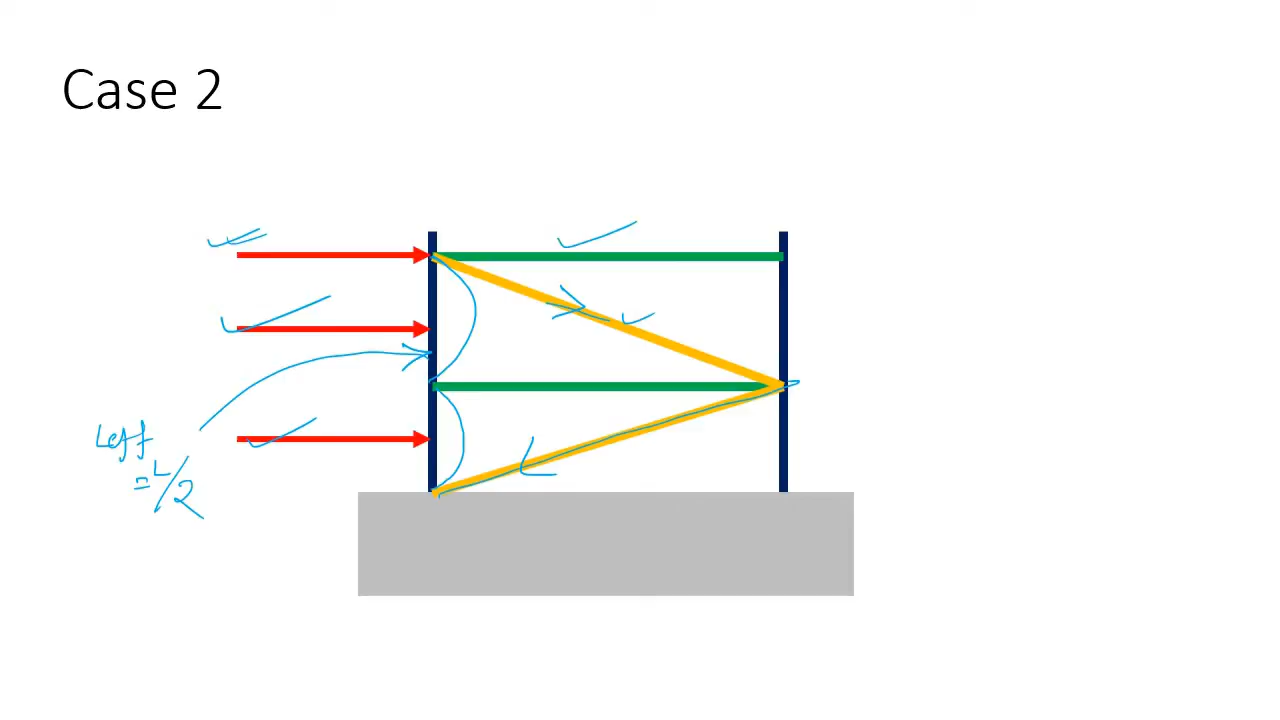 Case 2
Leff
= L/2